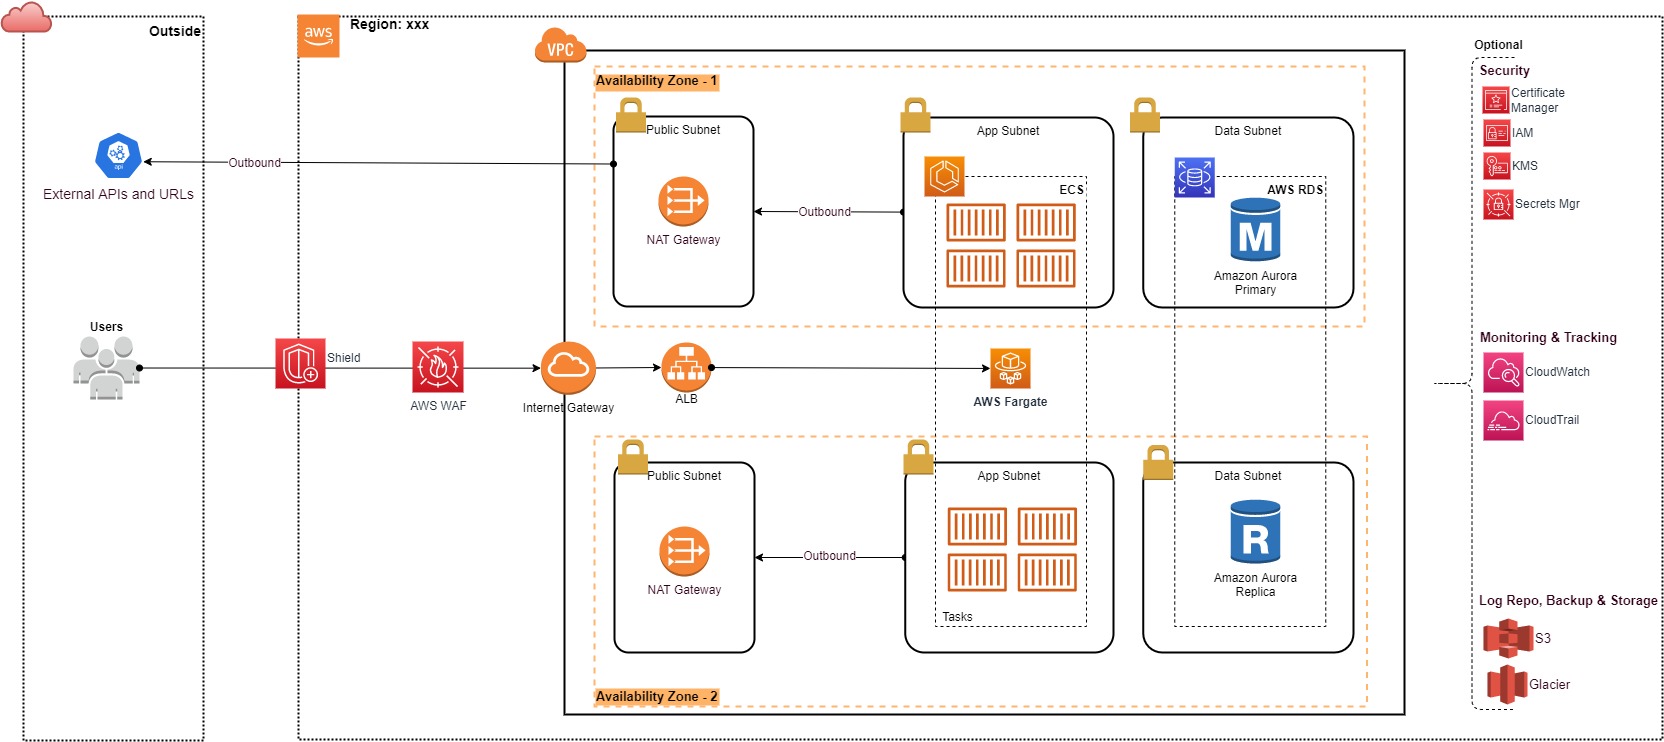 Outside
aws
Region: xxx
VPC
Optional
Security
Certificate
Manager
IAM
KMS
Secrets Mgr
Availability Zone - 1
Public Subnet
App Subnet
Data Subnet
api
External APIs and URLs
Outbound
NAT Gateway
Outbound
ECS
AWS RDS
M
Amazon Aurora
Primary
Users
Shield
AWS WAF
Internet Gateway
ALB
AWS Fargate
Monitoring & Tracking
CloudWatch
CloudTrail
Public Subnet
App Subnet
Data Subnet
NAT Gateway
Outbound
Tasks
R
Amazon Aurora
Replica
Availability Zone - 2
Log Repo, Backup & Storage
S3
Glacier